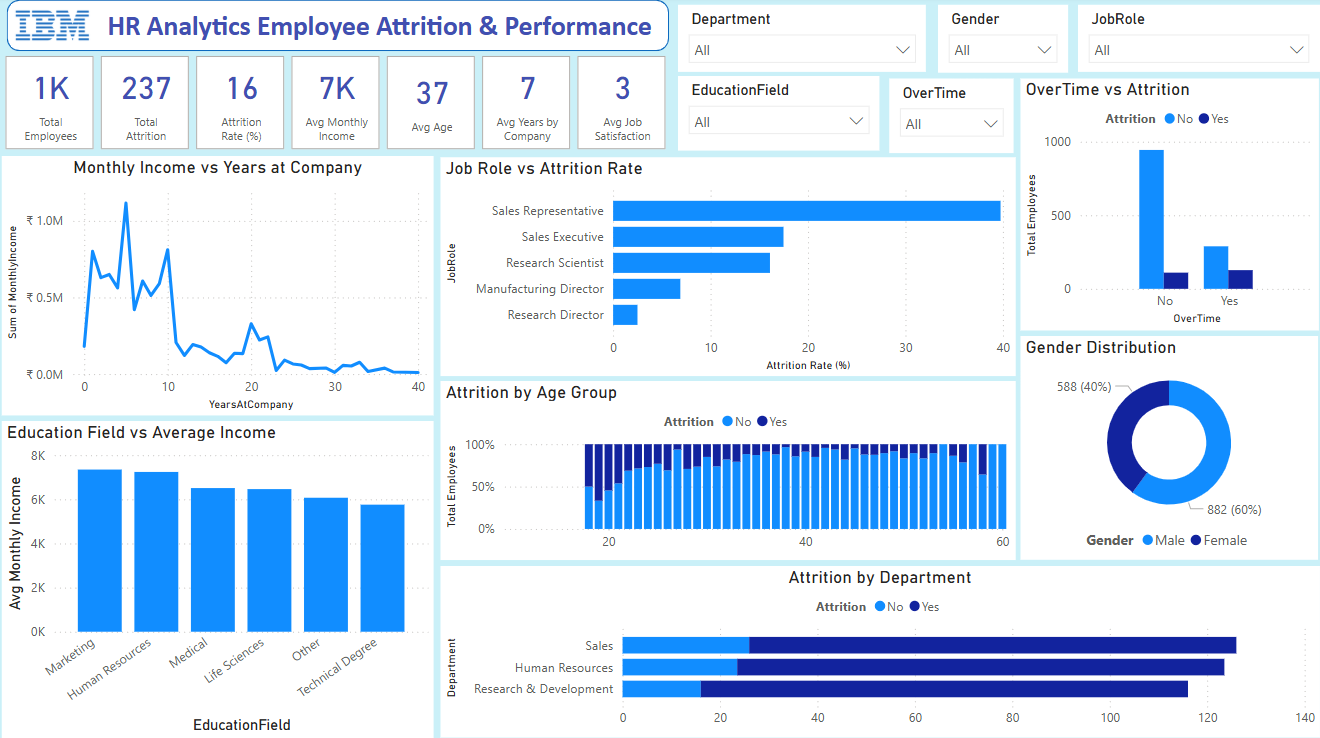 IBM
HR Analytics Employee Attrition & Performance
Department
All
Gender
All
JobRole
All
EducationField
All
OverTime
All
1K
Total
Employees
237
Total
Attrition
16
Attrition
Rate (%)
7K
Avg Monthly
Income
37
Avg Age
7
Avg Years by
Company
3
Avg Job
Satisfaction
Monthly Income vs Years at Company
Sum of MonthlyIncome
₹ 1.0M
₹ 0.5M
₹ 0.0M
0 10 20 30 40
YearsAtCompany
Job Role vs Attrition Rate
JobRole
Sales Representative
Sales Executive
Research Scientist
Manufacturing Director
Research Director
0 10 20 30 40
Attrition Rate (%)
OverTime vs Attrition
Attrition No Yes
Total Employees
1000
500
0
No Yes
OverTime
Education Field vs Average Income
Avg Monthly Income
8K
6K
4K
2K
0K
Marketing
Human Resources
Medical
Life Sciences
Other
Technical Degree
EducationField
Attrition by Age Group
Attrition No Yes
Total Employees
100%
50%
0%
20 40 60
Gender Distribution
588 (40%)
882 (60%)
Gender Male Female
Attrition by Department
Attrition No Yes
Department
Sales
Human Resources
Research & Development
0 20 40 60 80 100 120 140